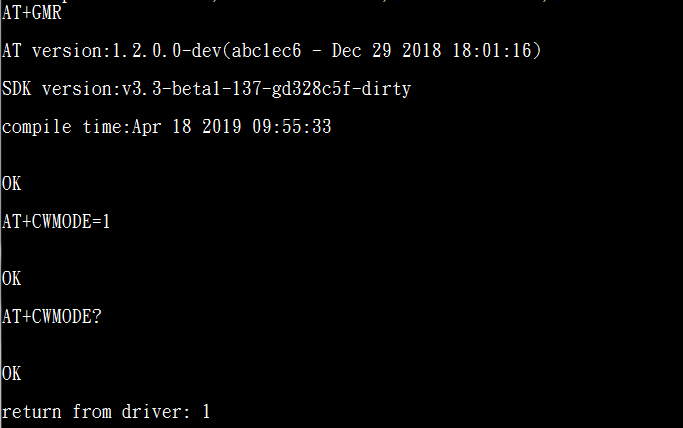 AT+GMR
AT version:1.2.0.0-dev(abc1ec6 - Dec 29 2018 18:01:16)
SDK version:v3.3-beta1-137-gd328c5f-dirty
compile time:Apr 18 2019 09:55:33
OK
AT+CWMODE=1
OK
AT+CWMODE?
OK
return from driver: 1